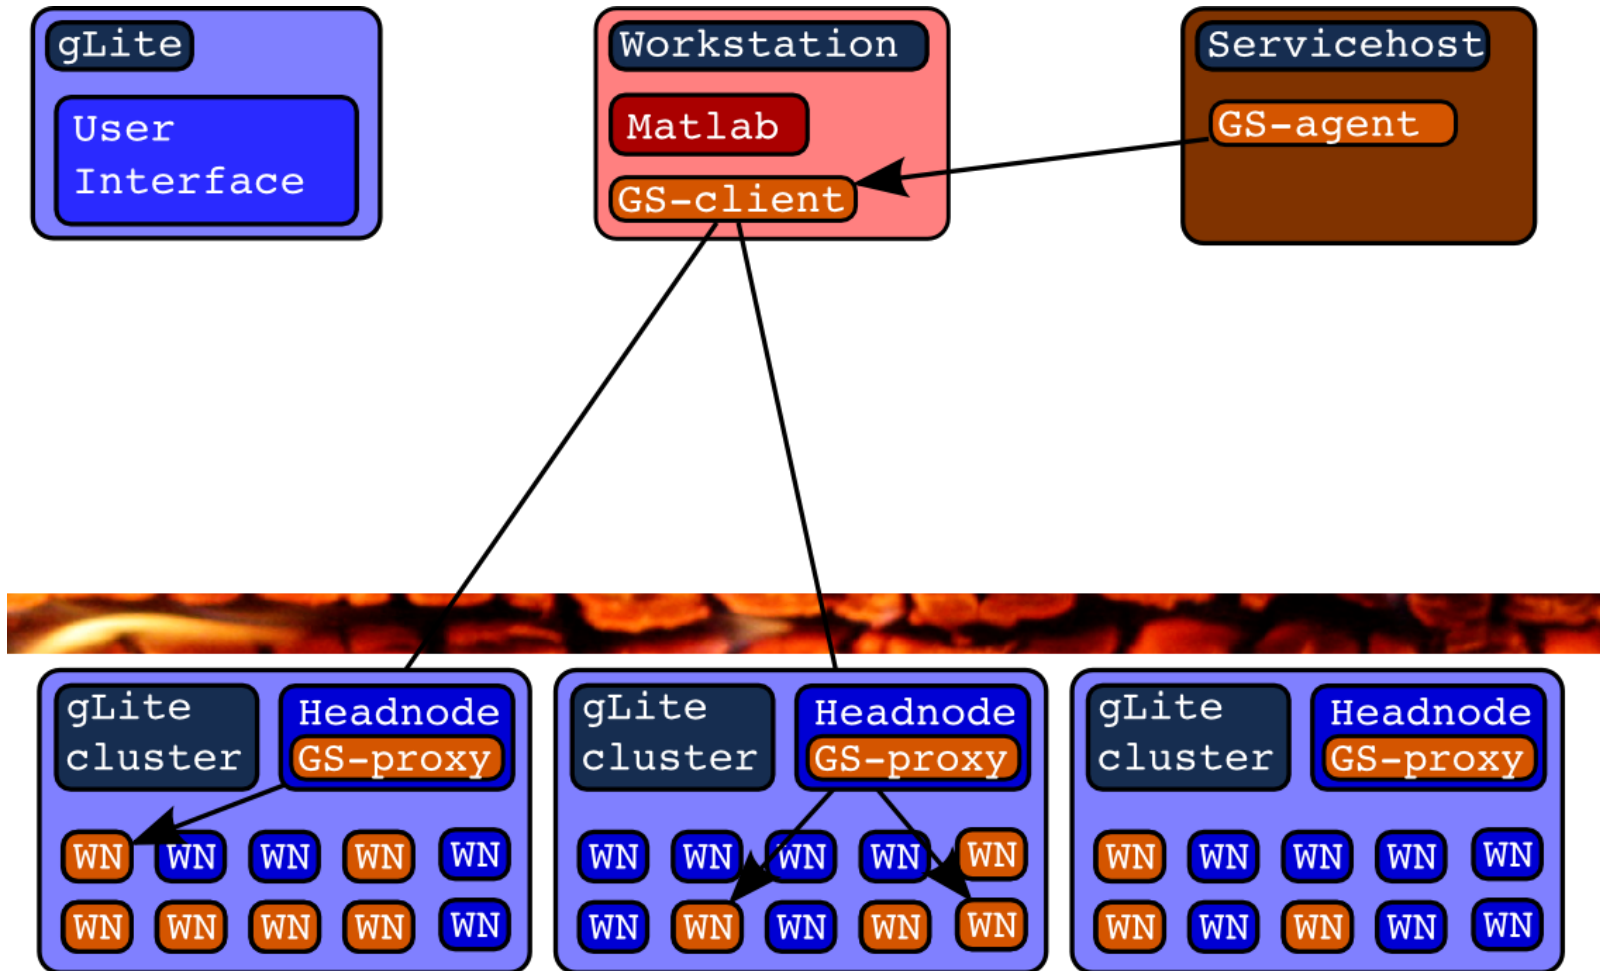 gLite
User
Interface
Workstation
Matlab
GS-client
Servicehost
GS-agent
gLite
cluster
Headnode
GS-proxy
WN WN WN WN WN
WN WN WN WN WN
gLite
cluster
Headnode
GS-proxy
WN WN WN WN WN
WN WN WN WN WN
gLite
cluster
Headnode
GS-proxy
WN WN WN WN WN
WN WN WN WN WN